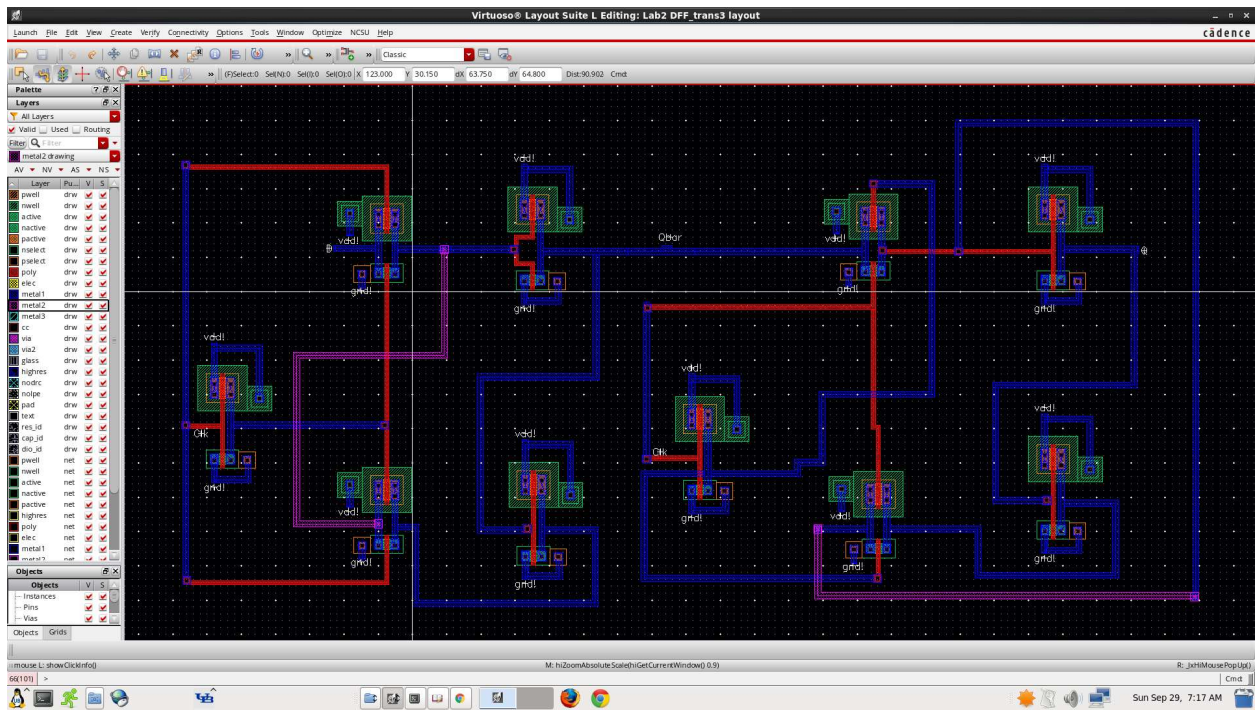 Virtuoso® Layout Suite L Editing: Lab2 DFF_trans3 layout
Launch File Edit View Create Verify Connectivity Options Tools Window Optimize NCSU Help
cādence
» » » Classic
» (F)Select:0 Sel(N):0 Sel(I):0 Sel(O):0 X 123.000 Y 30.150 dX 63.750 dY 64.800 Dist:90.902 Cmd:
Palette
Layers
All Layers
Valid Used Routing
Filter Filter
metal2 drawing
AV NV AS NS
Layer Pu... V S
pwell drw
nwell drw
active drw
nactive drw
pactive drw
nselect drw
pselect drw
poly drw
elec drw
metal1 drw
metal2 drw
metal3 drw
cc drw
via drw
via2 drw
glass drw
highres drw
nodrc drw
nolpe drw
pad drw
text drw
res_id drw
cap_id drw
dio_id drw
pwell net
nwell net
active net
nactive net
pactive net
highres net
poly net
elec net
metal1 net
metal2 net
Objects
Objects V S
Instances
Pins
Vias
Objects Grids
vdd!
vdd!
vdd!
D
Qbar
vdd!
Q
gnd!
gnd!
gnd!
gnd!
vdd!
vdd!
Clk
vdd!
vdd!
Clk
gnd!
vdd!
gnd!
vdd!
gnd!
gnd!
gnd!
gnd!
mouse L: showClickInfo()
M: hiZoomAbsoluteScale(hiGetCurrentWindow() 0.9)
R: _lxHiMousePopUp()
66(101) >
Cmd:
UB
Sun Sep 29, 7:17 AM